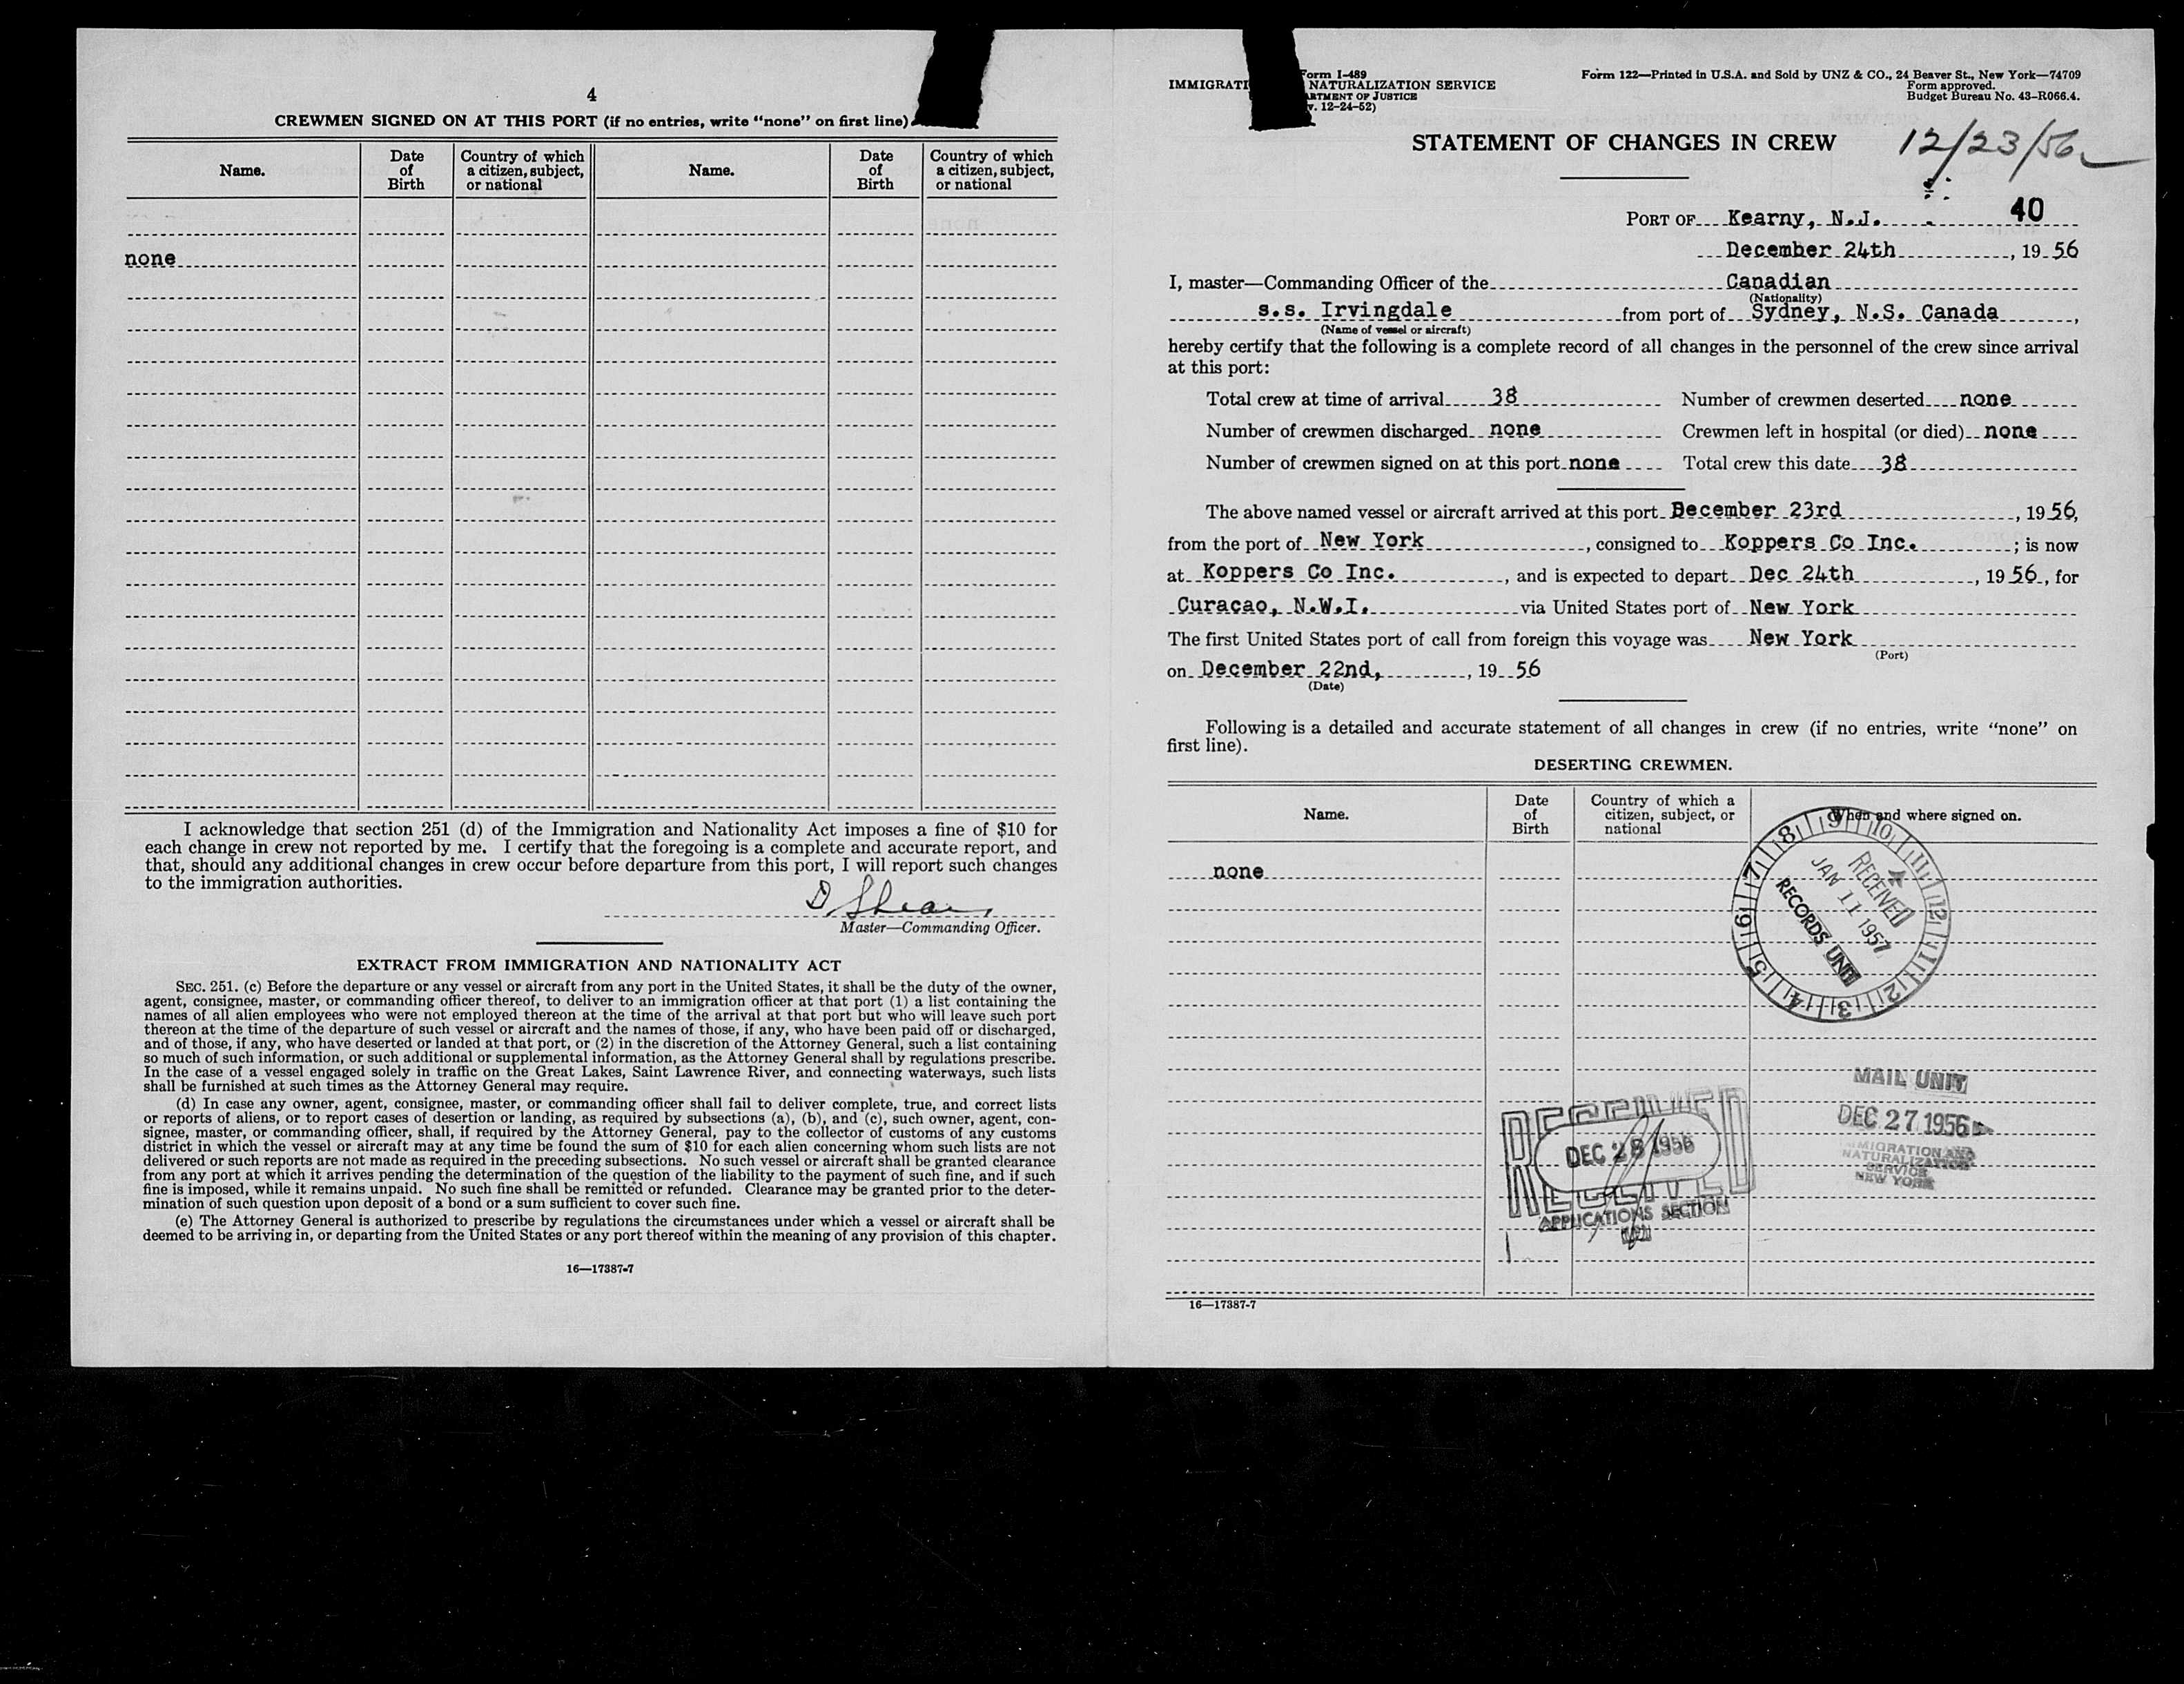 4
CREWMEN SIGNED ON AT THIS PORT (if no entries, write “none” on first line)
Name.
Date
of
Birth
Country of which
a citizen, subject,
or national
Name.
Date
of
Birth
Country of which
a citizen, subject,
or national
none
I acknowledge that section 251 (d) of the Immigration and Nationality Act imposes a fine of $10 for
each change in crew not reported by me. I certify that the foregoing is a complete and accurate report, and
that, should any additional changes in crew occur before departure from this port, I will report such changes
to the immigration authorities.
Master—Commanding Officer.
EXTRACT FROM IMMIGRATION AND NATIONALITY ACT
SEC. 251. (c) Before the departure or any vessel or aircraft from any port in the United States, it shall be the duty of the owner,
agent, consignee, master, or commanding officer thereof, to deliver to an immigration officer at that port (1) a list containing the
names of all alien employees who were not employed thereon at the time of the arrival at that port but who will leave such port
thereon at the time of the departure of such vessel or aircraft and the names of those, if any, who have been paid off or discharged,
and of those, if any, who have deserted or landed at that port, or (2) in the discretion of the Attorney General, such a list containing
so much of such information, or such additional or supplemental information, as the Attorney General shall by regulations prescribe.
In the case of a vessel engaged solely in traffic on the Great Lakes, Saint Lawrence River, and connecting waterways, such lists
shall be furnished at such times as the Attorney General may require.
(d) In case any owner, agent, consignee, master, or commanding officer shall fail to deliver complete, true, and correct lists
or reports of aliens, or to report cases of desertion or landing, as required by subsections (a), (b), and (c), such owner, agent, con-
signee, master, or commanding officer, shall, if required by the Attorney General, pay to the collector of customs of any customs
district in which the vessel or aircraft may at any time be found the sum of $10 for each alien concerning whom such lists are not
delivered or such reports are not made as required in the preceding subsections. No such vessel or aircraft shall be granted clearance
from any port at which it arrives pending the determination of the question of the liability to the payment of such fine, and if such
fine is imposed, while it remains unpaid. No such fine shall be remitted or refunded. Clearance may be granted prior to the deter-
mination of such question upon deposit of a bond or a sum sufficient to cover such fine.
(e) The Attorney General is authorized to prescribe by regulations the circumstances under which a vessel or aircraft shall be
deemed to be arriving in, or departing from the United States or any port thereof within the meaning of any provision of this chapter.
16—17387-7
Form I-489
IMMIGRATI NATURALIZATION SERVICE
ARTMENT OF JUSTICE
v. 12-24-52)
Form 122—Printed in U.S.A. and Sold by UNZ & CO., 24 Beaver St., New York—74709
Form approved.
Budget Bureau No. 43-R066.4.
STATEMENT OF CHANGES IN CREW
12/23/56
PORT OF Kearny, N.J. 40
December 24th, 19 56
I, master—Commanding Officer of the Canadian
(Nationality)
s.s. Irvingdale from port of Sydney, N.S. Canada,
(Name of vessel or aircraft)
hereby certify that the following is a complete record of all changes in the personnel of the crew since arrival
at this port:
Total crew at time of arrival 38 Number of crewmen deserted none
Number of crewmen discharged none Crewmen left in hospital (or died) none
Number of crewmen signed on at this port none Total crew this date 38
The above named vessel or aircraft arrived at this port December 23rd, 19 56,
from the port of New York, consigned to Koppers Co Inc.; is now
at Koppers Co Inc., and is expected to depart Dec 24th, 19 56, for
Curacao, N.W.I. via United States port of New York
The first United States port of call from foreign this voyage was New York
(Port)
on December 22nd, 19 56
(Date)
Following is a detailed and accurate statement of all changes in crew (if no entries, write “none” on
first line).
DESERTING CREWMEN.
Name.
Date
of
Birth
Country of which a
citizen, subject, or
national
When and where signed on.
none
RECEIVED
JAN 11 1957
RECORDS UNIT
8 9 10 11 12 1 2 3 4 5 6 7
MAIL UNIT
DEC 27 1956
IMMIGRATION AND
NATURALIZATION
SERVICE
NEW YORK
RECEIVED
DEC 28 1956
RECEIVED
APPLICATIONS SECTION
16—17387-7